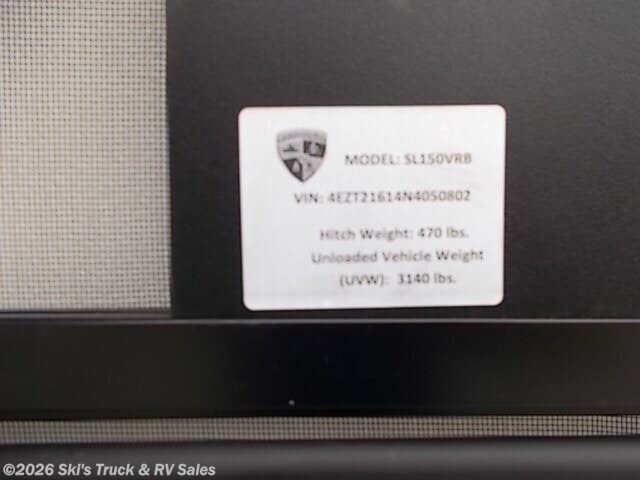 MODEL: SL150VRB
VIN: 4EZT21614N4050802
Hitch Weight: 470 lbs.
Unloaded Vehicle Weight
(UVW): 3140 lbs.
©2026 Ski's Truck & RV Sales